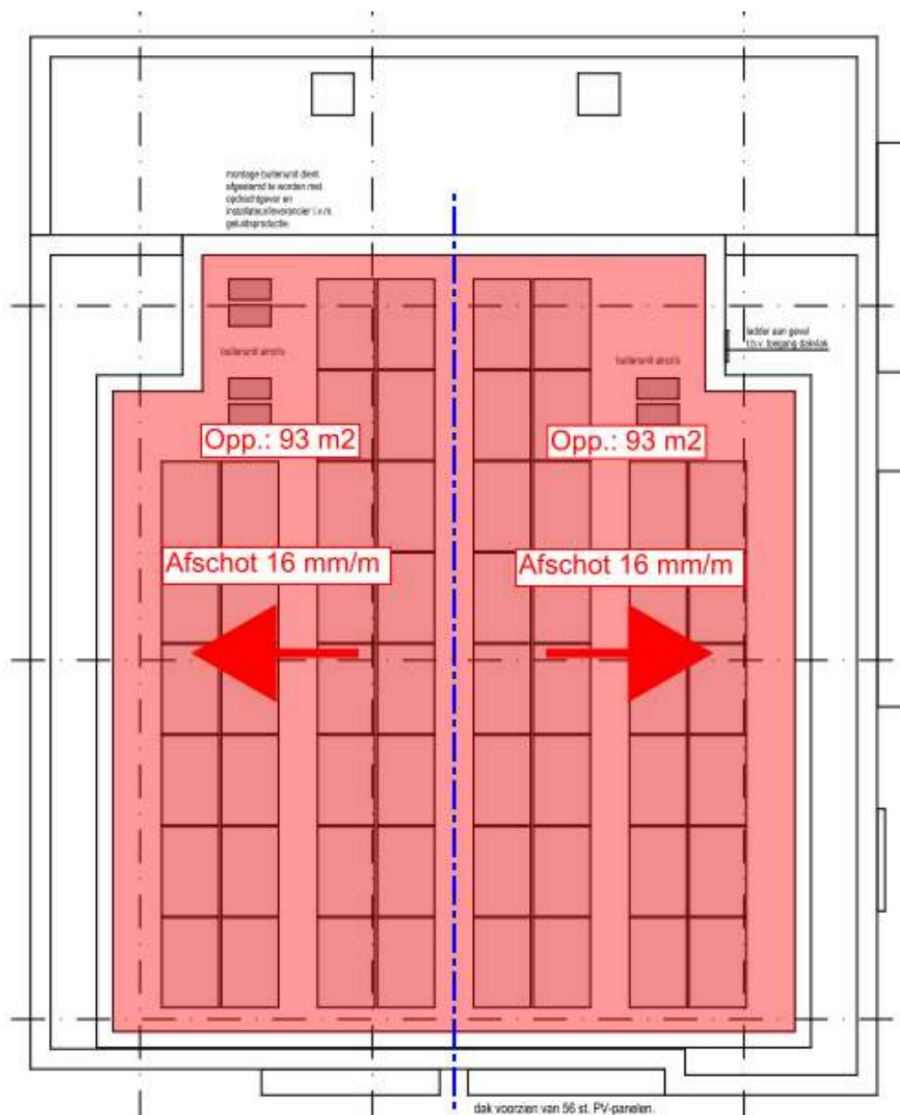 montage buitenunit dient
afgestemd te worden met
opdrachtgever en
installateur/leverancier i.v.m.
geluidsproductie.
ladder aan gevel
t.b.v. toegang dakvlak
buitenunit airco's
buitenunit airco's
Opp.: 93 m2
Opp.: 93 m2
Afschot 16 mm/m
Afschot 16 mm/m
dak voorzien van 56 st. PV-panelen.